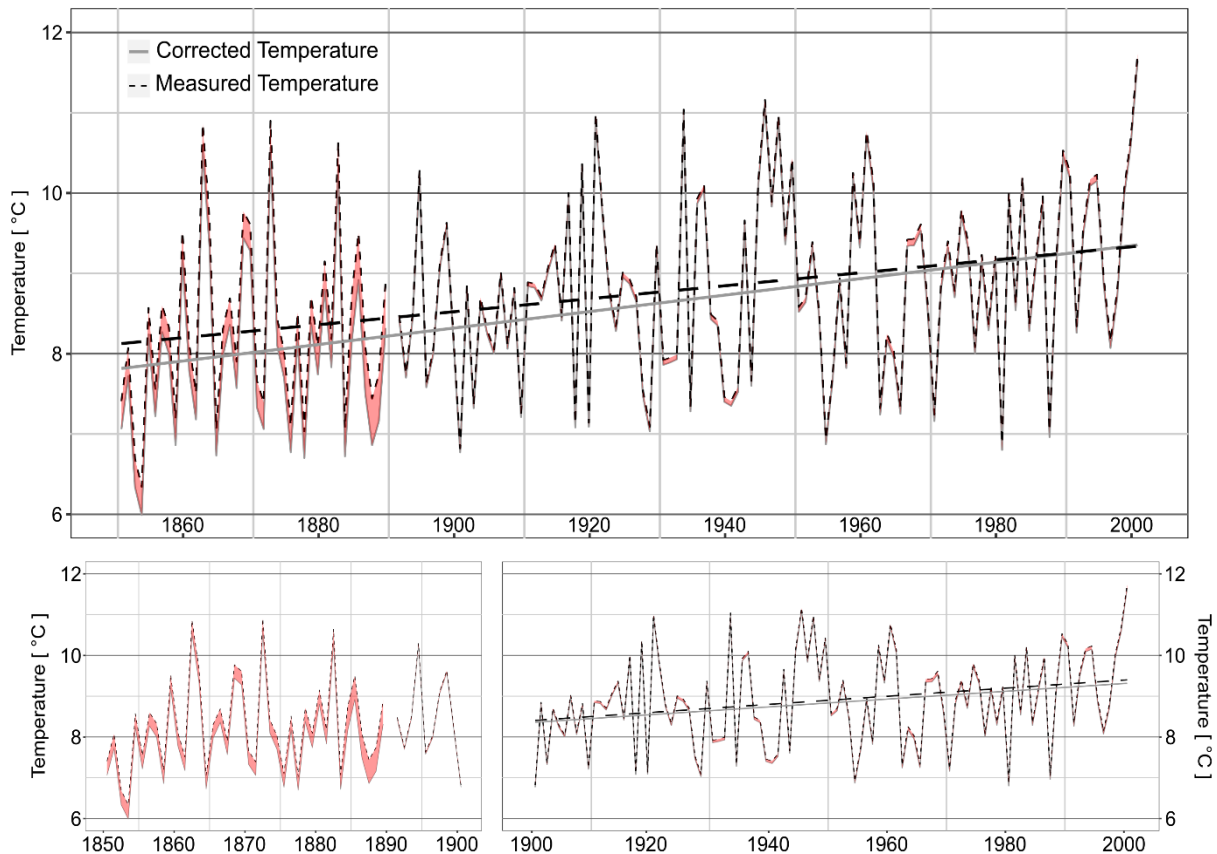 12
Corrected Temperature
Measured Temperature
10
Temperature [ °C ]
8
6
1860 1880 1900 1920 1940 1960 1980 2000
12 12
10 10
Temperature [ °C ] Temperature [ °C ]
8 8
6 6
1850 1860 1870 1880 1890 1900 1900 1920 1940 1960 1980 2000